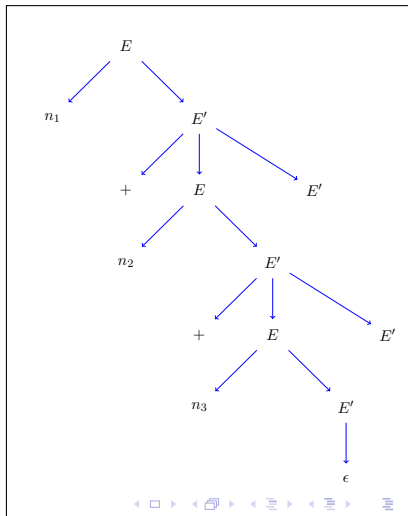 E
n₁ E′
+ E E′
n₂ E′
+ E E′
n₃ E′
ϵ